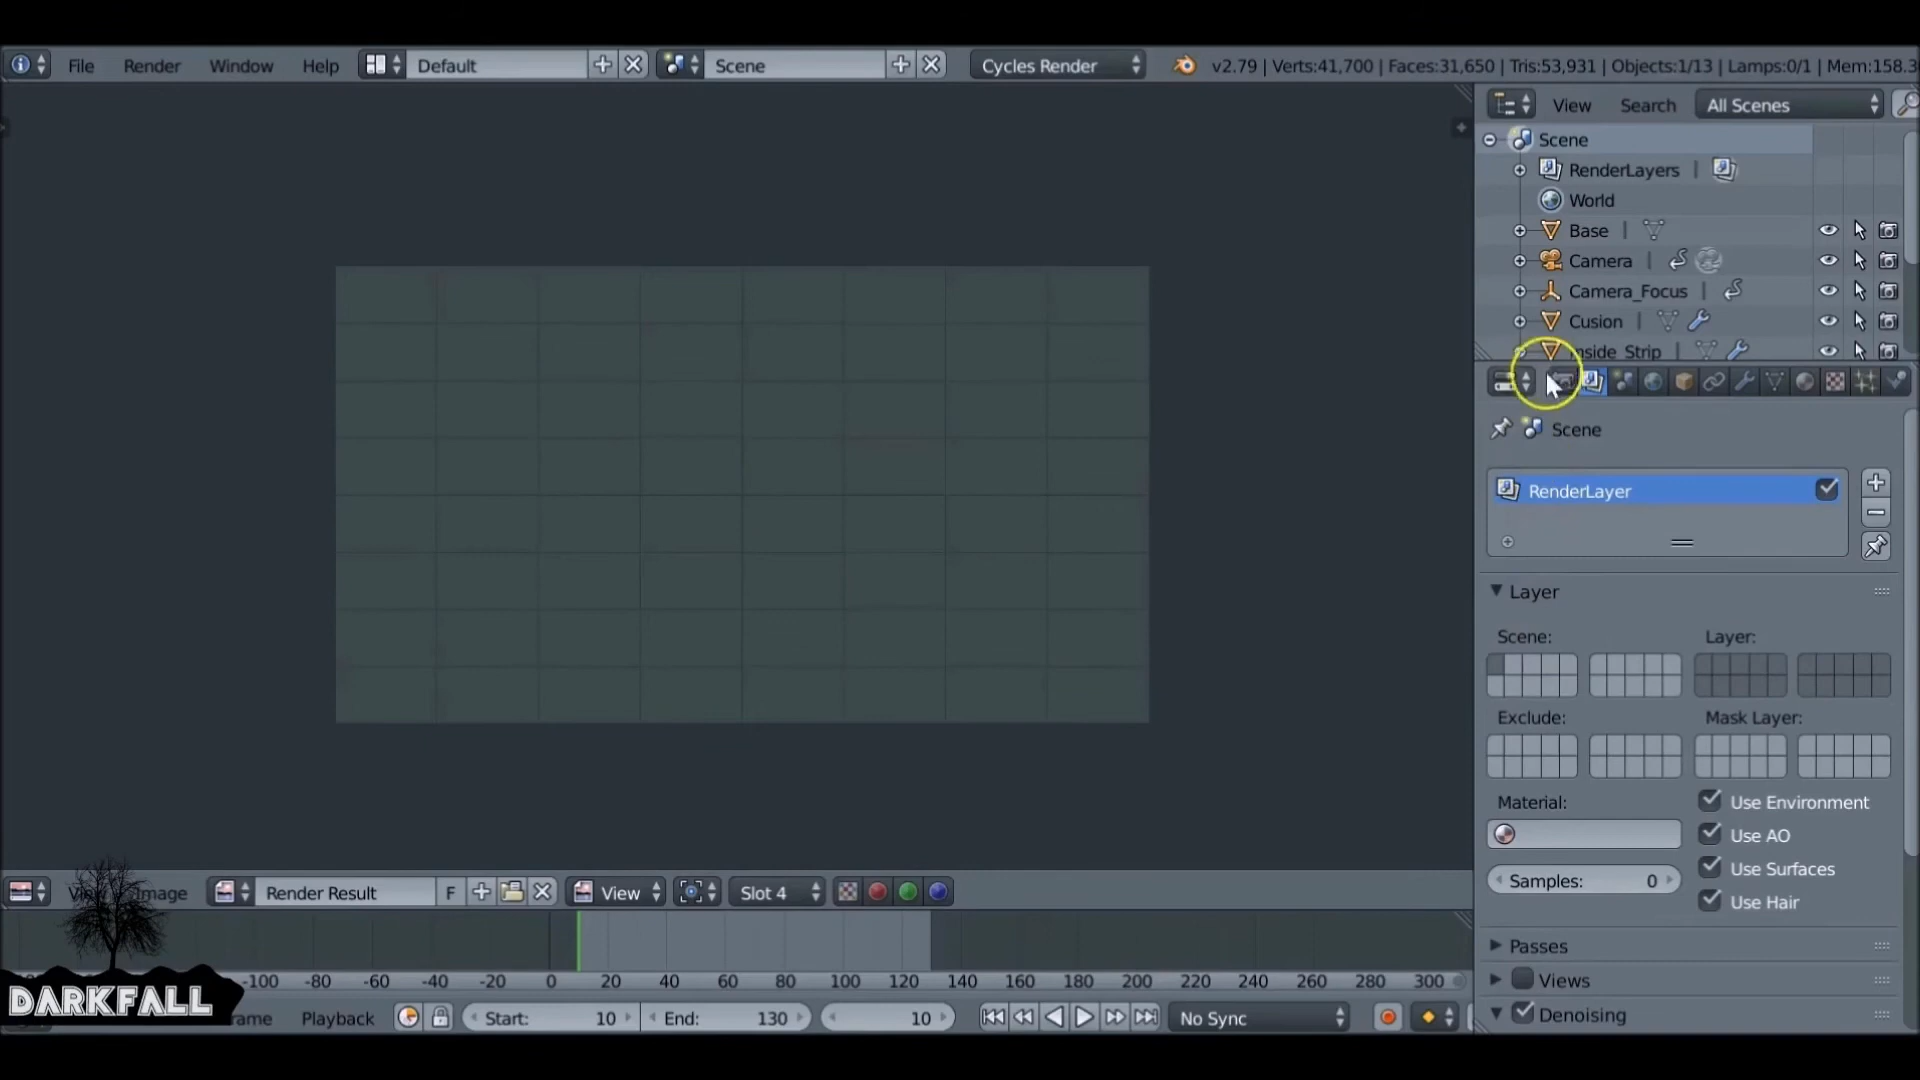 File Render Window Help Default Scene Cycles Render v2.79 | Verts:41,700 | Faces:31,650 | Tris:53,931 | Objects:1/13 | Lamps:0/1 | Mem:158.3
View Search All Scenes
Scene
RenderLayers |
World
Base |
Camera |
Camera_Focus |
Cusion |
Inside_Strip |
Scene
RenderLayer
Layer
Scene: Layer:
Exclude: Mask Layer:
Material: Use Environment
Use AO
Samples: 0 Use Surfaces
Use Hair
Passes
Views
Denoising
View Image Render Result F View Slot 4
-100 -80 -60 -40 -20 0 20 40 60 80 100 120 140 160 180 200 220 240 260 280 300
DARKFALL
Playback Start: 10 End: 130 10 No Sync